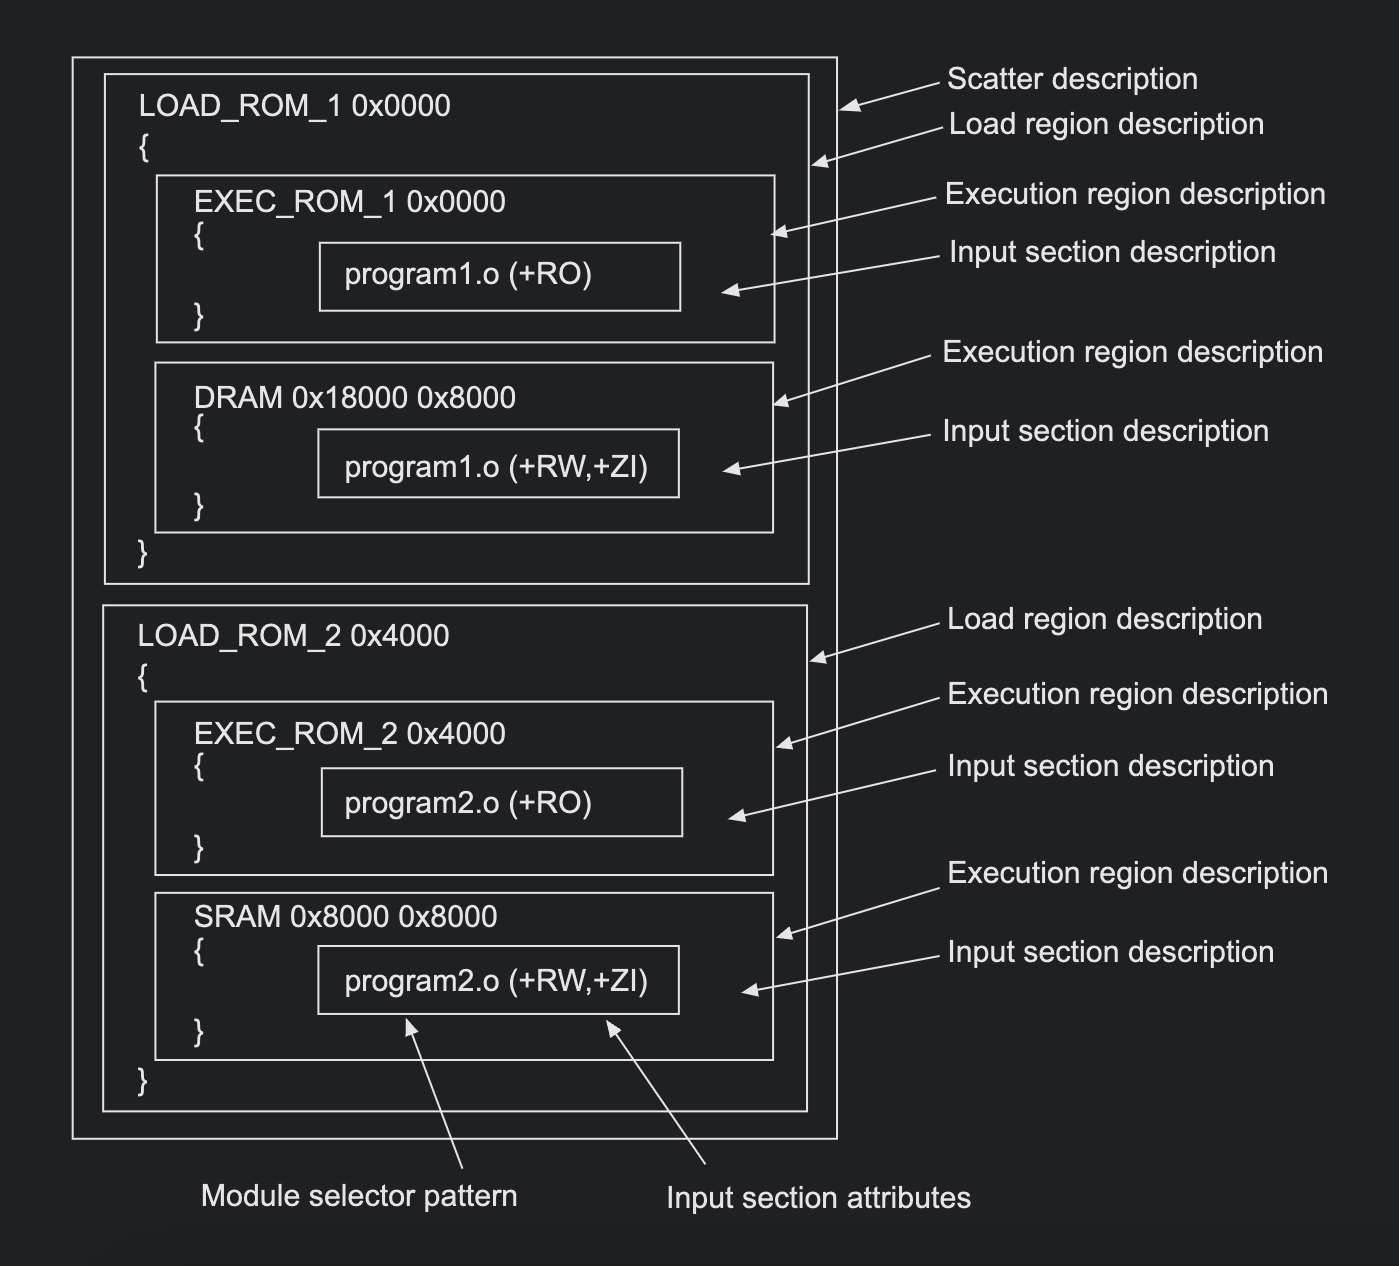 Scatter description
LOAD_ROM_1 0x0000
Load region description
{
EXEC_ROM_1 0x0000
Execution region description
{
Input section description
program1.o (+RO)
}
Execution region description
DRAM 0x18000 0x8000
{
Input section description
program1.o (+RW,+ZI)
}
}
Load region description
LOAD_ROM_2 0x4000
{
Execution region description
EXEC_ROM_2 0x4000
{
Input section description
program2.o (+RO)
}
Execution region description
SRAM 0x8000 0x8000
{
Input section description
program2.o (+RW,+ZI)
}
}
Module selector pattern
Input section attributes